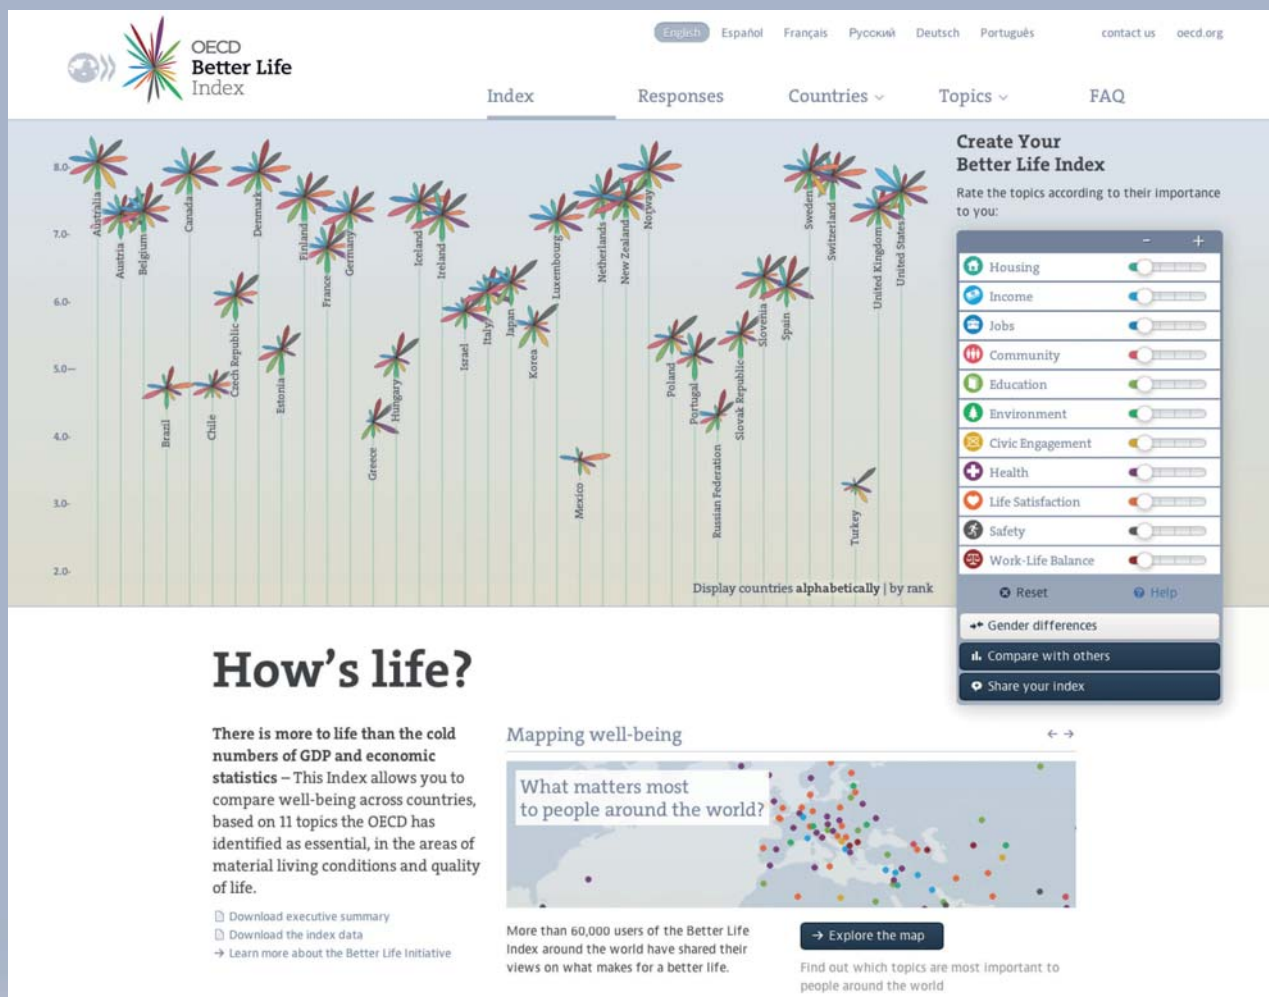 OECD
Better Life
Index
English Español Français Русский Deutsch Português contact us oecd.org
Index Responses Countries Topics FAQ
8.0-
7.0-
6.0-
5.0—
4.0-
3.0-
2.0-
Australia
Austria
Belgium
Brazil
Canada
Chile
Czech Republic
Denmark
Estonia
Finland
France
Germany
Greece
Hungary
Iceland
Ireland
Israel
Italy
Japan
Korea
Luxembourg
Mexico
Netherlands
New Zealand
Norway
Poland
Portugal
Russian Federation
Slovak Republic
Slovenia
Spain
Sweden
Switzerland
Turkey
United Kingdom
United States
Display countries alphabetically | by rank
Create Your
Better Life Index
Rate the topics according to their importance
to you:
- +
Housing
Income
Jobs
Community
Education
Environment
Civic Engagement
Health
Life Satisfaction
Safety
Work-Life Balance
Reset Help
Gender differences
Compare with others
Share your index
How's life?
There is more to life than the cold
numbers of GDP and economic
statistics – This Index allows you to
compare well-being across countries,
based on 11 topics the OECD has
identified as essential, in the areas of
material living conditions and quality
of life.
Download executive summary
Download the index data
→ Learn more about the Better Life Initiative
Mapping well-being ← →
What matters most
to people around the world?
More than 60,000 users of the Better Life
Index around the world have shared their
views on what makes for a better life.
→ Explore the map
Find out which topics are most important to
people around the world